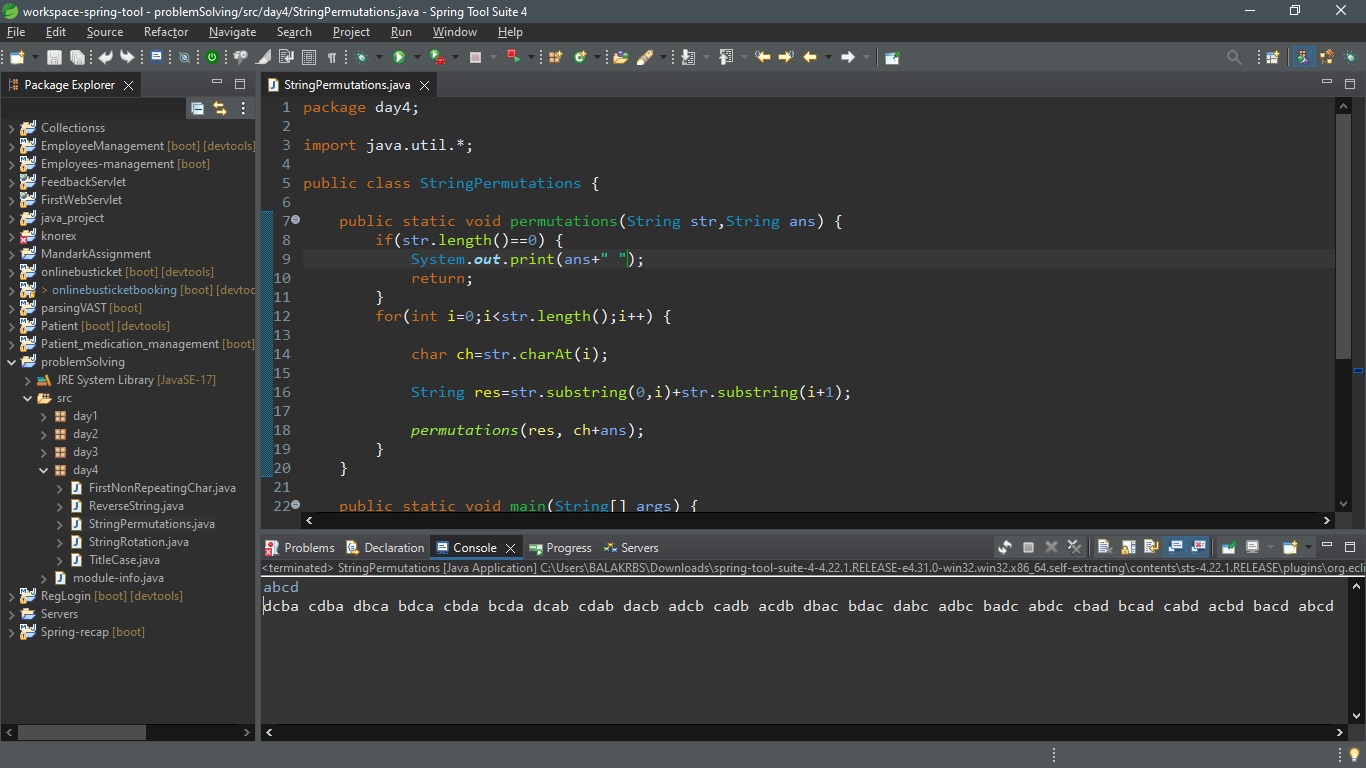 workspace-spring-tool - problemSolving/src/day4/StringPermutations.java - Spring Tool Suite 4
File Edit Source Refactor Navigate Search Project Run Window Help
Package Explorer
Collectionss
EmployeeManagement [boot] [devtools]
Employees-management [boot]
FeedbackServlet
FirstWebServlet
java_project
knorex
MandarkAssignment
onlinebusticket [boot] [devtools]
> onlinebusticketbooking [boot] [devtoc
parsingVAST [boot]
Patient [boot] [devtools]
Patient_medication_management [boot]
problemSolving
JRE System Library [JavaSE-17]
src
day1
day2
day3
day4
FirstNonRepeatingChar.java
ReverseString.java
StringPermutations.java
StringRotation.java
TitleCase.java
module-info.java
RegLogin [boot] [devtools]
Servers
Spring-recap [boot]
StringPermutations.java
1 package day4;
2
3 import java.util.*;
4
5 public class StringPermutations {
6
7 public static void permutations(String str,String ans) {
8 if(str.length()==0) {
9 System.out.print(ans+" ");
10 return;
11 }
12 for(int i=0;i<str.length();i++) {
13
14 char ch=str.charAt(i);
15
16 String res=str.substring(0,i)+str.substring(i+1);
17
18 permutations(res, ch+ans);
19 }
20 }
21
22 public static void main(String[] args) {
Problems Declaration Console Progress Servers
<terminated> StringPermutations [Java Application] C:\Users\BALAKRBS\Downloads\spring-tool-suite-4-4.22.1.RELEASE-e4.31.0-win32.win32.x86_64.self-extracting\contents\sts-4.22.1.RELEASE\plugins\org.ecli
abcd
dcba cdba dbca bdca cbda bcda dcab cdab dacb adcb cadb acdb dbac bdac dabc adbc badc abdc cbad bcad cabd acbd bacd abcd